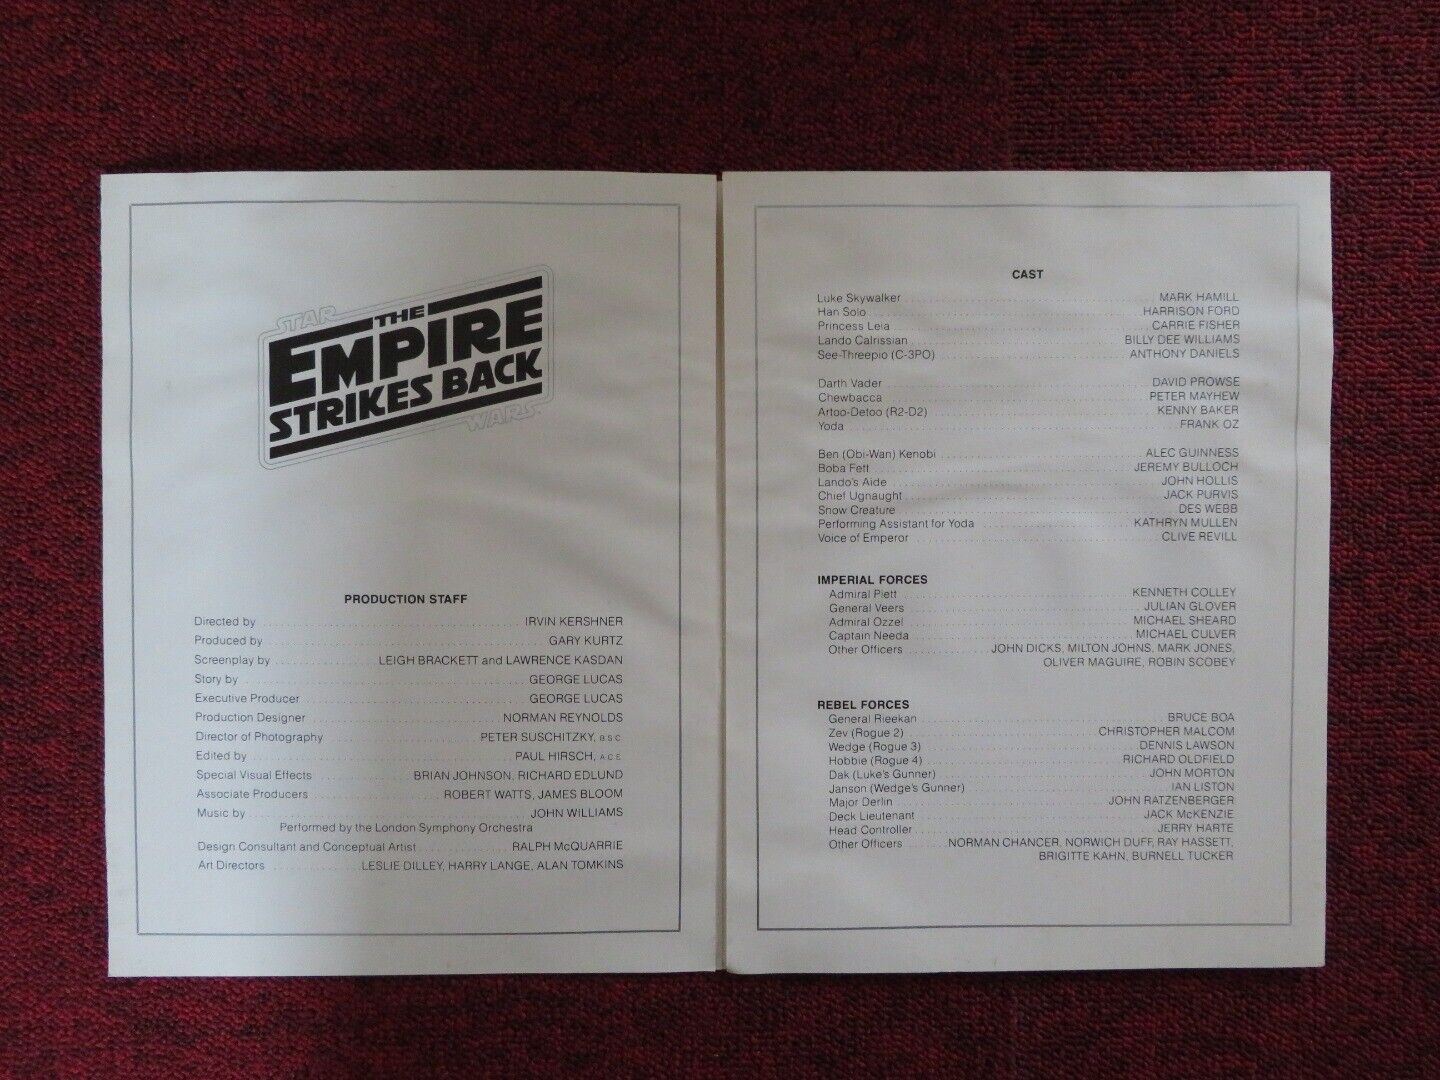 STAR
THE
EMPIRE
STRIKES BACK
WARS
PRODUCTION STAFF
Directed by IRVIN KERSHNER
Produced by GARY KURTZ
Screenplay by LEIGH BRACKETT and LAWRENCE KASDAN
Story by GEORGE LUCAS
Executive Producer GEORGE LUCAS
Production Designer NORMAN REYNOLDS
Director of Photography PETER SUSCHITZKY, B.S.C.
Edited by PAUL HIRSCH, A.C.E.
Special Visual Effects BRIAN JOHNSON, RICHARD EDLUND
Associate Producers ROBERT WATTS, JAMES BLOOM
Music by JOHN WILLIAMS
Performed by the London Symphony Orchestra
Design Consultant and Conceptual Artist RALPH McQUARRIE
Art Directors LESLIE DILLEY, HARRY LANGE, ALAN TOMKINS
CAST
Luke Skywalker MARK HAMILL
Han Solo HARRISON FORD
Princess Leia CARRIE FISHER
Lando Calrissian BILLY DEE WILLIAMS
See-Threepio (C-3PO) ANTHONY DANIELS
Darth Vader DAVID PROWSE
Chewbacca PETER MAYHEW
Artoo-Detoo (R2-D2) KENNY BAKER
Yoda FRANK OZ
Ben (Obi-Wan) Kenobi ALEC GUINNESS
Boba Fett JEREMY BULLOCH
Lando's Aide JOHN HOLLIS
Chief Ugnaught JACK PURVIS
Snow Creature DES WEBB
Performing Assistant for Yoda KATHRYN MULLEN
Voice of Emperor CLIVE REVILL
IMPERIAL FORCES
Admiral Piett KENNETH COLLEY
General Veers JULIAN GLOVER
Admiral Ozzel MICHAEL SHEARD
Captain Needa MICHAEL CULVER
Other Officers JOHN DICKS, MILTON JOHNS, MARK JONES,
OLIVER MAGUIRE, ROBIN SCOBEY
REBEL FORCES
General Rieekan BRUCE BOA
Zev (Rogue 2) CHRISTOPHER MALCOM
Wedge (Rogue 3) DENNIS LAWSON
Hobbie (Rogue 4) RICHARD OLDFIELD
Dak (Luke's Gunner) JOHN MORTON
Janson (Wedge's Gunner) IAN LISTON
Major Derlin JOHN RATZENBERGER
Deck Lieutenant JACK McKENZIE
Head Controller JERRY HARTE
Other Officers NORMAN CHANCER, NORWICH DUFF, RAY HASSETT,
BRIGITTE KAHN, BURNELL TUCKER